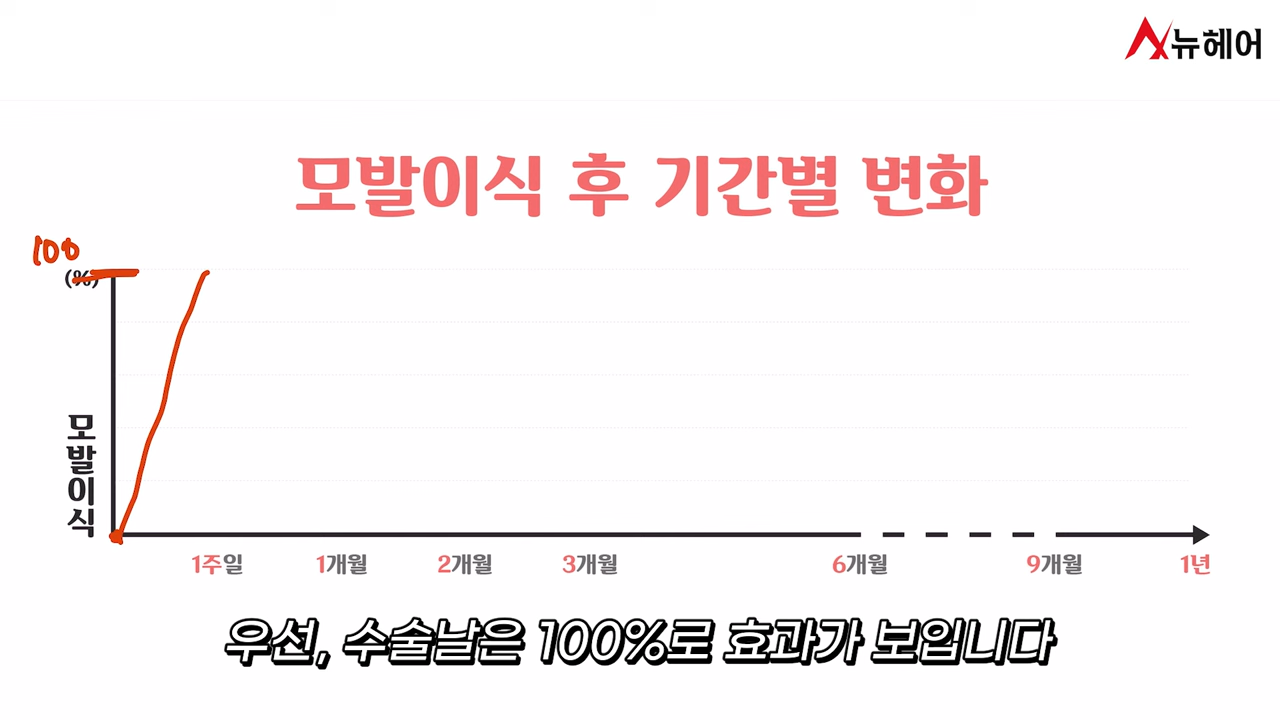 뉴헤어
모발이식 후 기간별 변화
100
(%)
모발이식
1주일 1개월 2개월 3개월 6개월 9개월 1년
우선, 수술날은 100%로 효과가 보입니다